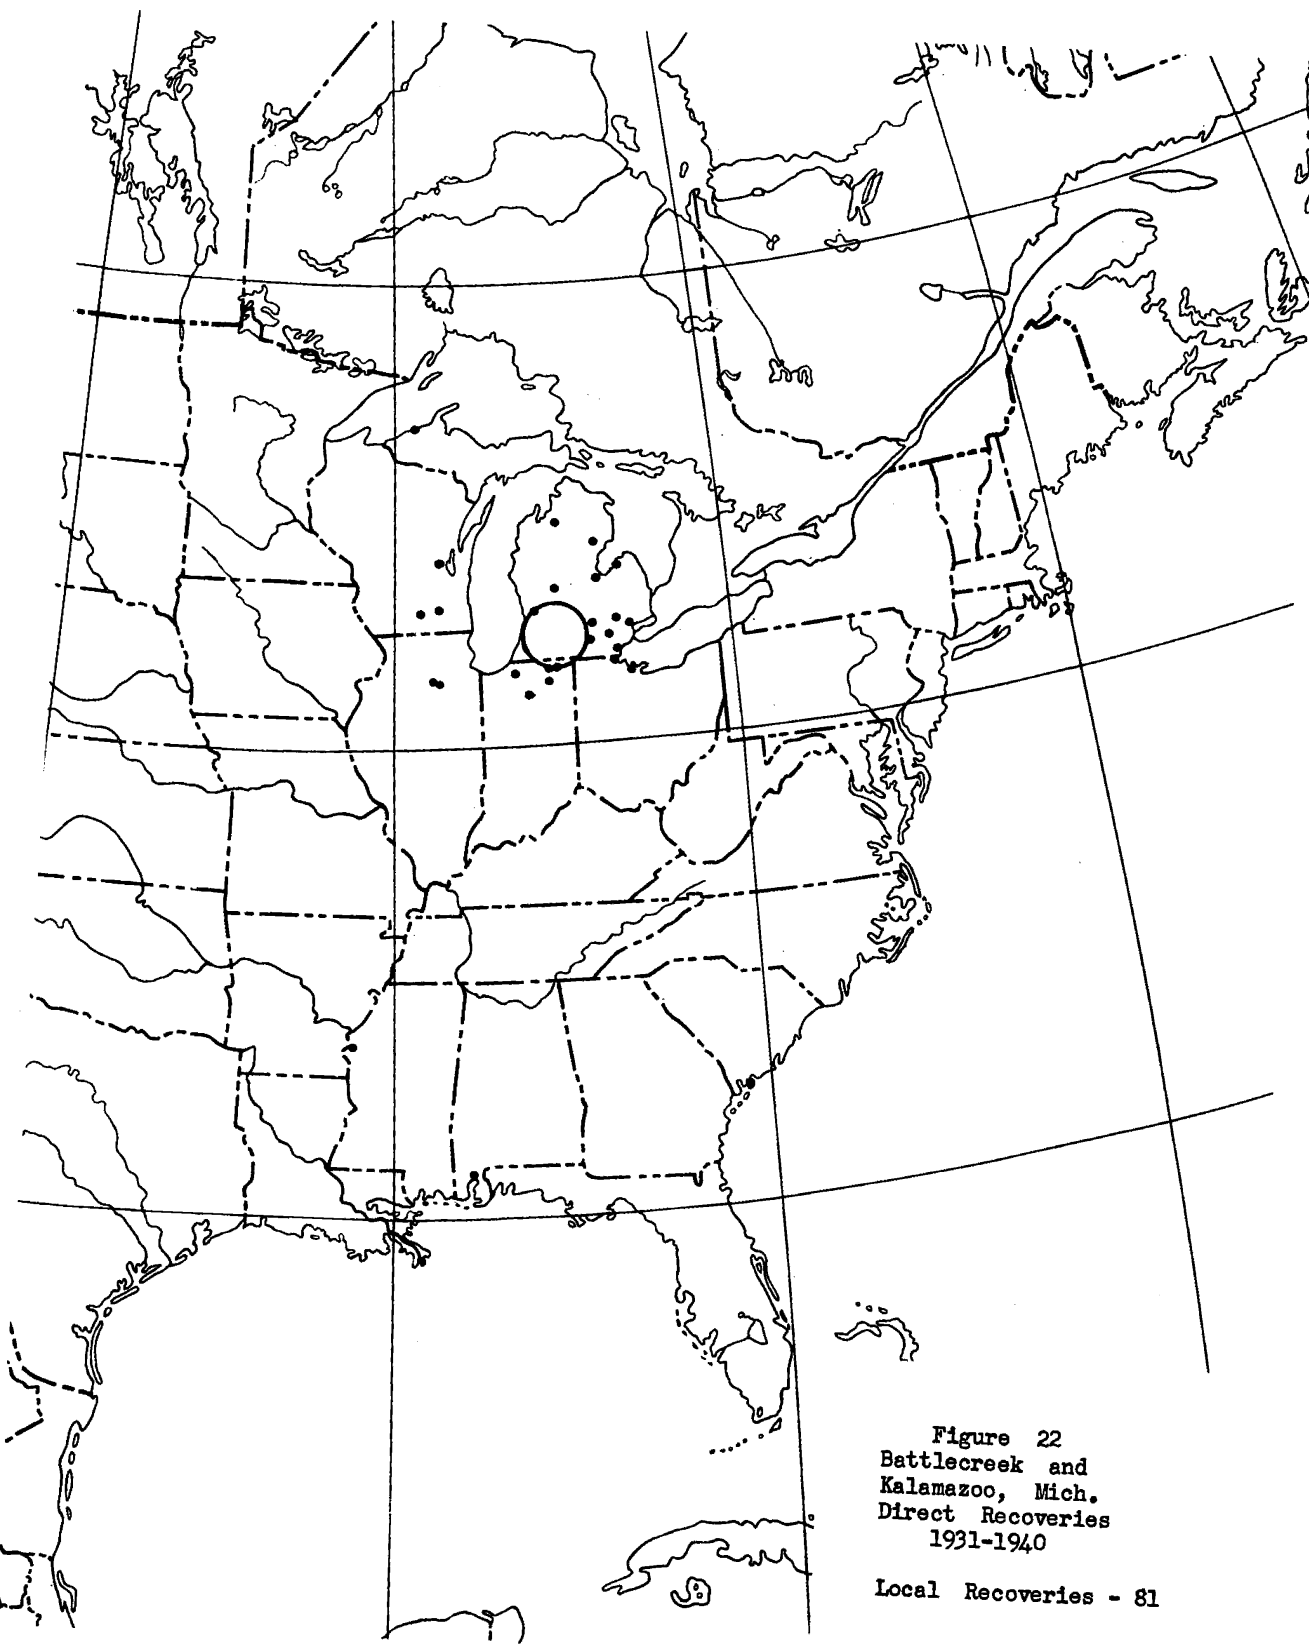 Figure 22
Battlecreek and
Kalamazoo, Mich.
Direct Recoveries
1931-1940
Local Recoveries - 81